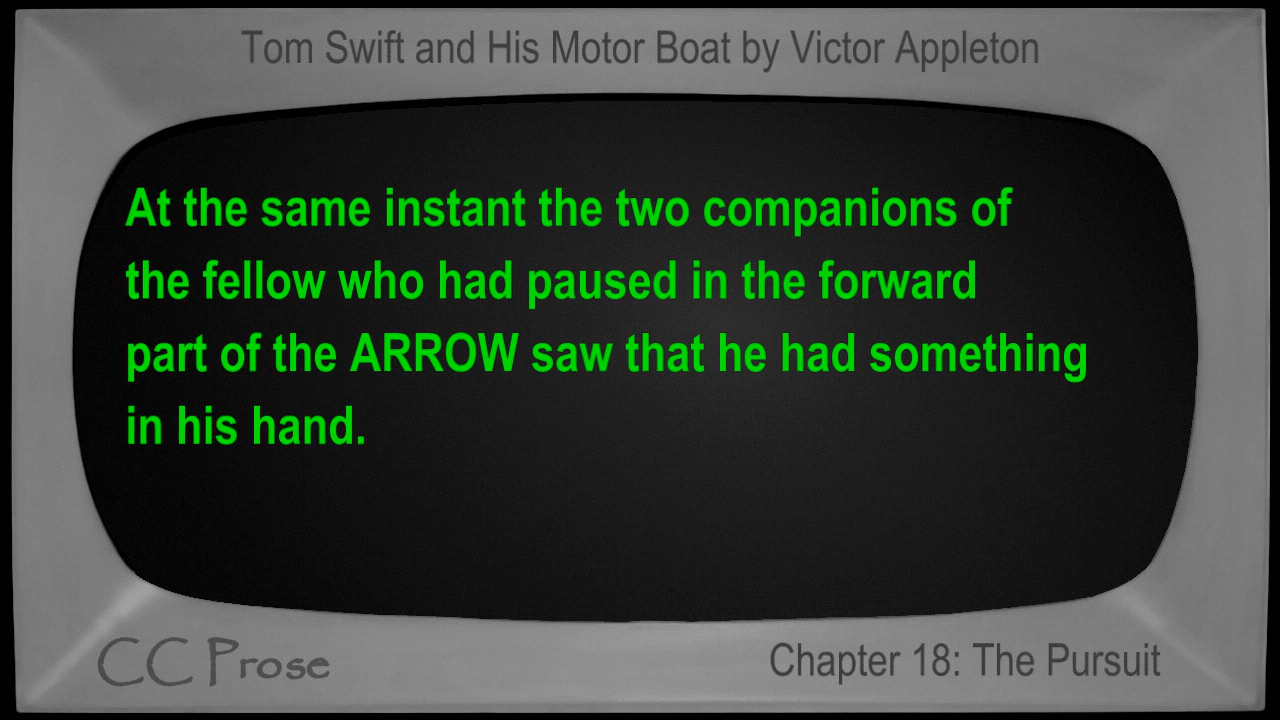 Tom Swift and His Motor Boat by Victor Appleton
At the same instant the two companions of
the fellow who had paused in the forward
part of the ARROW saw that he had something
in his hand.
CC Prose
Chapter 18: The Pursuit